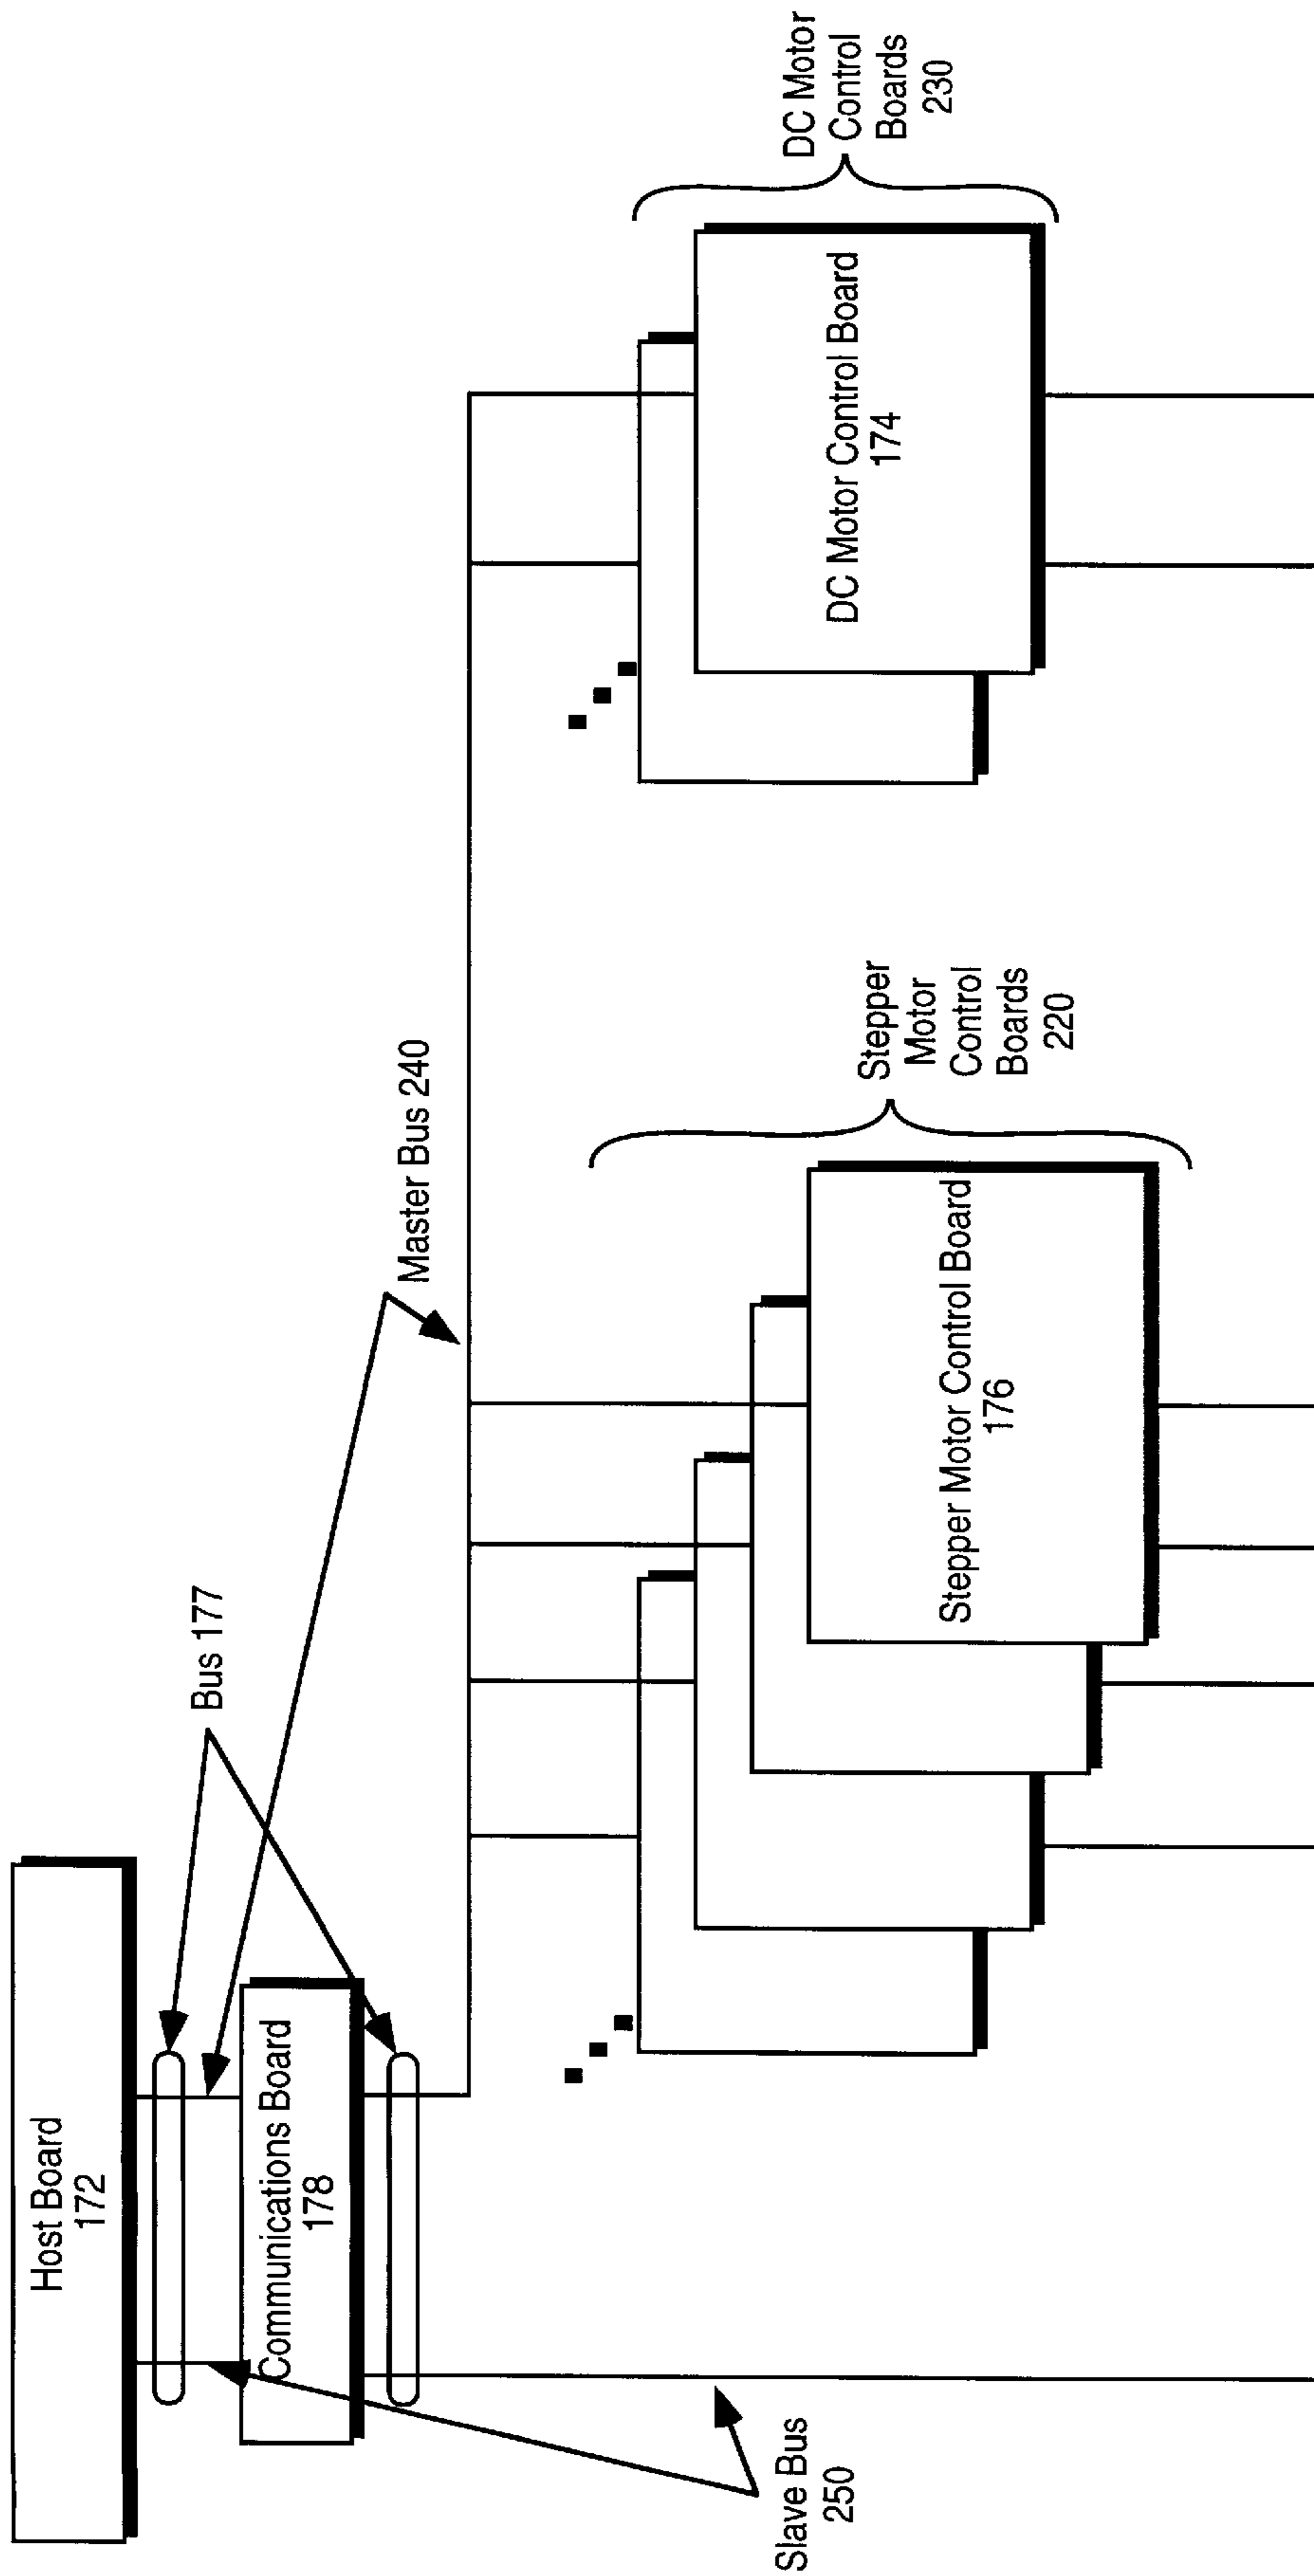 Host Board
172
Bus 177
Communications Board
178
Master Bus 240
Slave Bus
250
Stepper
Motor
Control
Boards
220
Stepper Motor Control Board
176
DC Motor
Control
Boards
230
DC Motor Control Board
174